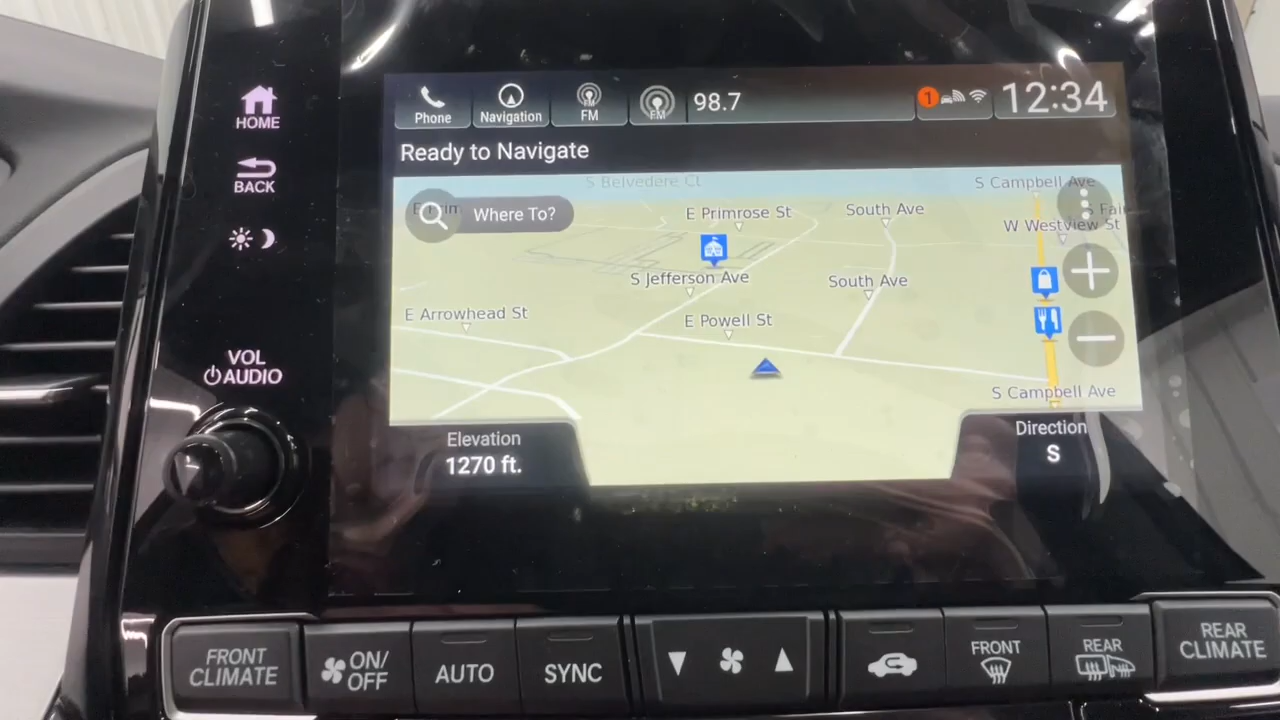 HOME
BACK
VOL
AUDIO
Phone
Navigation
FM
FM
98.7
1
12:34
Ready to Navigate
S Belvedere Ct
S Campbell Ave
Where To?
E Primrose St
South Ave
S Fal
W Westview St
S Jefferson Ave
South Ave
E Arrowhead St
E Powell St
S Campbell Ave
Elevation
1270 ft.
Direction
S
FRONT CLIMATE
ON/OFF
AUTO
SYNC
FRONT
REAR
REAR CLIMATE